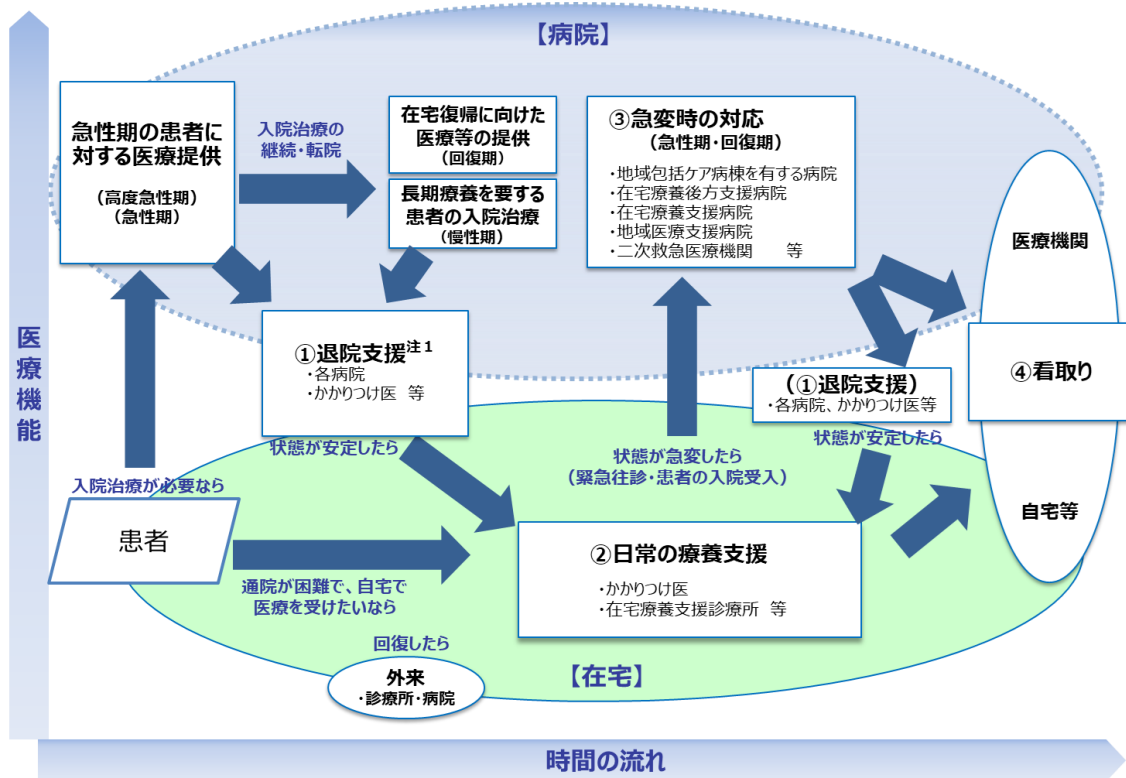 【病院】
急性期の患者に
対する医療提供
（高度急性期）
（急性期）
入院治療の
継続・転院
在宅復帰に向けた
医療等の提供
（回復期）
長期療養を要する
患者の入院治療
（慢性期）
③急変時の対応
（急性期・回復期）
・地域包括ケア病棟を有する病院
・在宅療養後方支援病院
・在宅療養支援病院
・地域医療支援病院
・二次救急医療機関　　等
医療機関
④看取り
自宅等
①退院支援注１
・各病院
・かかりつけ医　等
（①退院支援）
・各病院、かかりつけ医等
状態が安定したら
状態が急変したら
（緊急往診・患者の入院受入）
状態が安定したら
入院治療が必要なら
患者
通院が困難で、自宅で
医療を受けたいなら
②日常の療養支援
・かかりつけ医
・在宅療養支援診療所　等
回復したら
外来
・診療所・病院
【在宅】
医療機能
時間の流れ